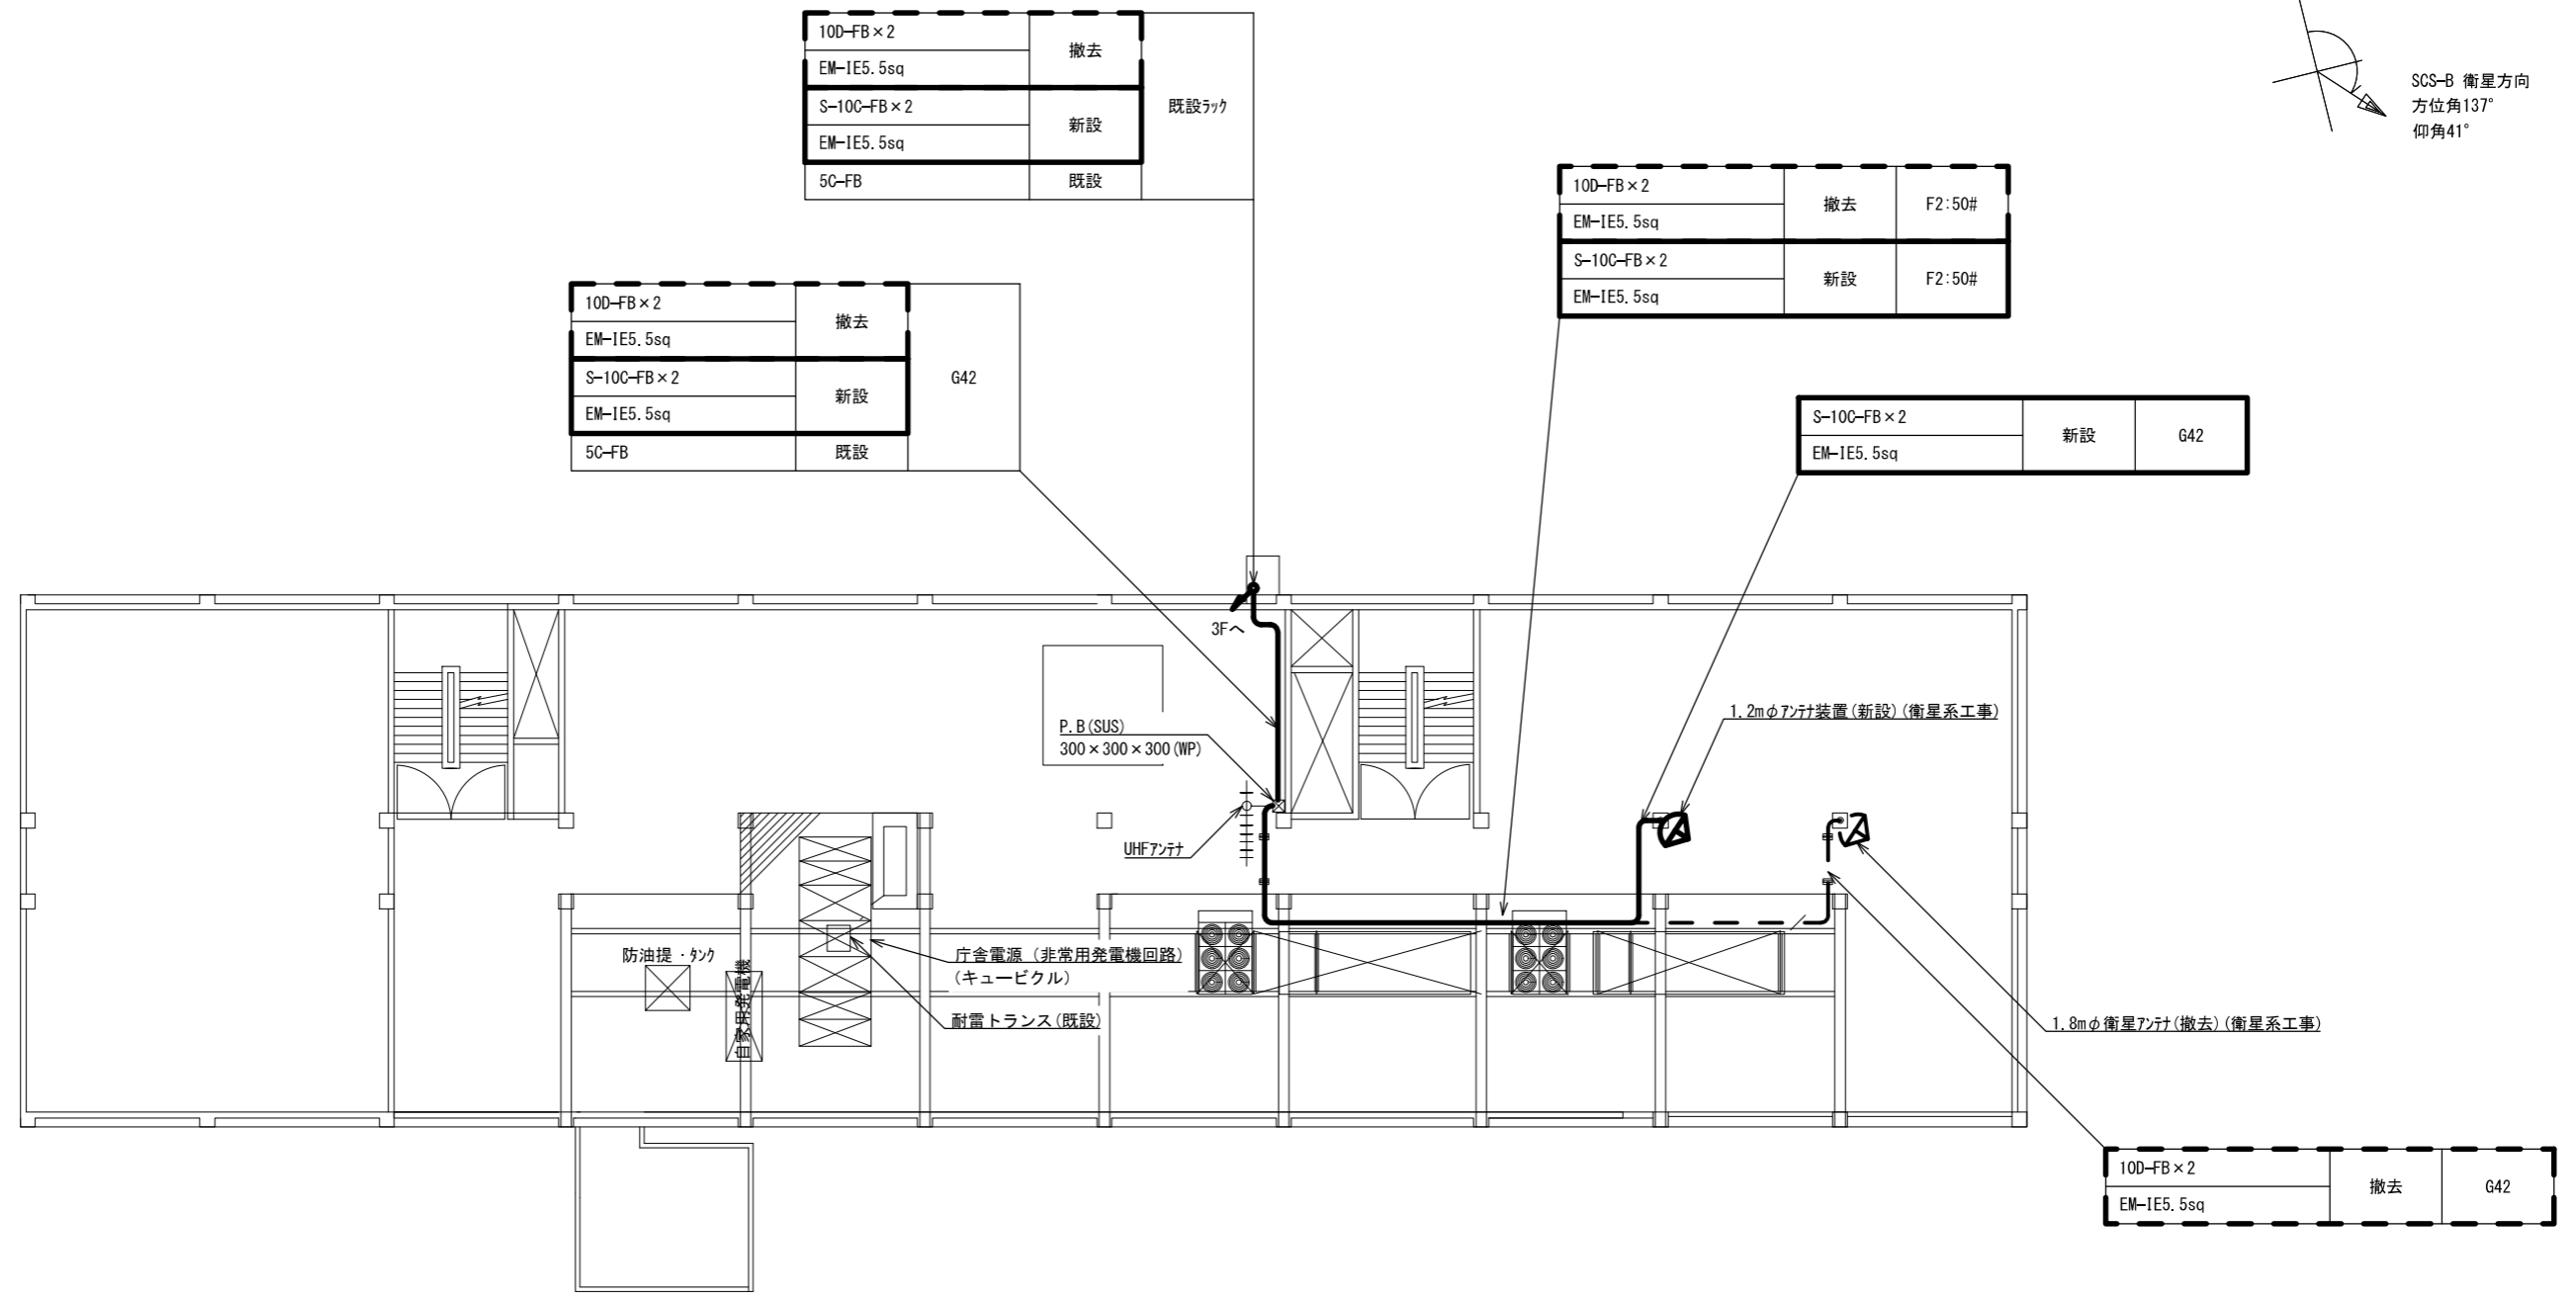 10D-FB×2
撤去
EM-IE5.5sq
S-10C-FB×2
新設
EM-IE5.5sq
5C-FB
既設
既設ラック
SCS-B 衛星方向
方位角137°
仰角41°
10D-FB×2
撤去
F2:50#
EM-IE5.5sq
S-10C-FB×2
新設
F2:50#
EM-IE5.5sq
10D-FB×2
撤去
EM-IE5.5sq
S-10C-FB×2
新設
EM-IE5.5sq
5C-FB
既設
G42
S-10C-FB×2
新設
G42
EM-IE5.5sq
3Fへ
P.B(SUS)
300×300×300(WP)
1.2mφアンテナ装置(新設)(衛星系工事)
UHFアンテナ
防油提・タンク
自家用発電機
庁舎電源（非常用発電機回路）
（キュービクル）
耐雷トランス(既設)
1.8mφ衛星アンテナ(撤去)(衛星系工事)
10D-FB×2
撤去
G42
EM-IE5.5sq